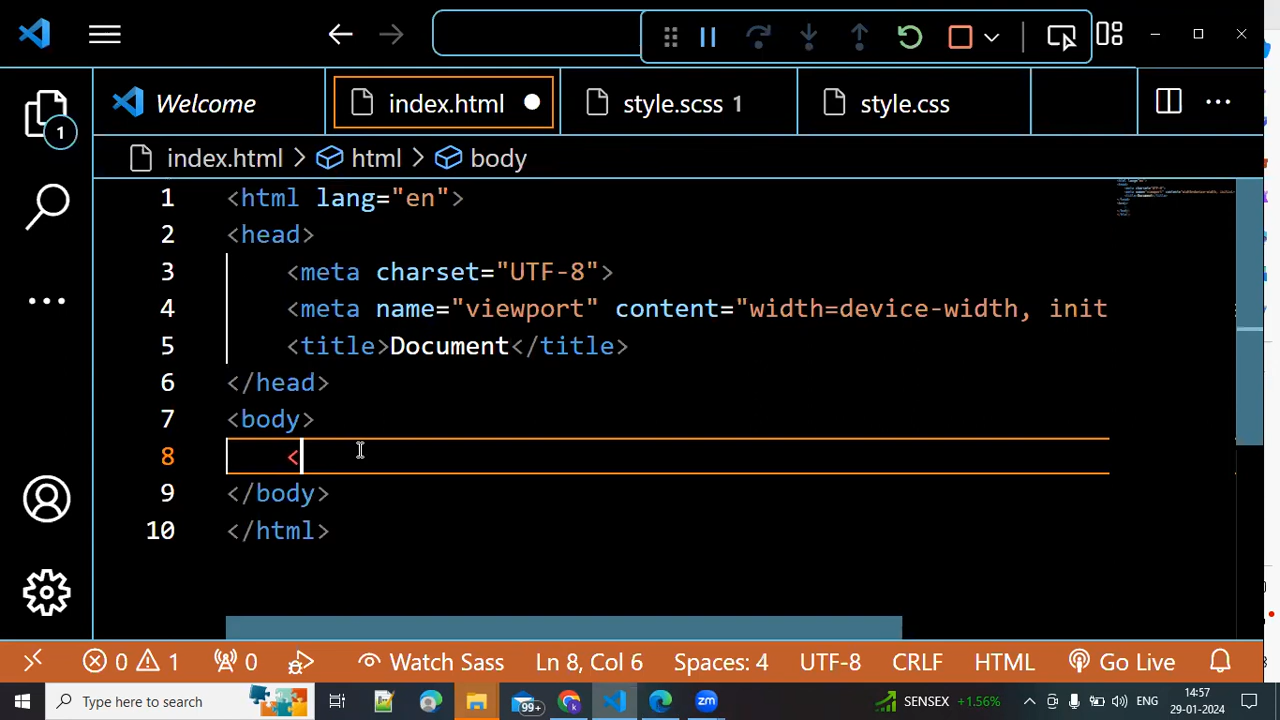 Welcome
index.html
style.scss 1
style.css
1
index.html > html > body
1 <html lang="en">
2 <head>
3 <meta charset="UTF-8">
4 <meta name="viewport" content="width=device-width, init
5 <title>Document</title>
6 </head>
7 <body>
8 <
9 </body>
10 </html>
0 1 0 Watch Sass Ln 8, Col 6 Spaces: 4 UTF-8 CRLF HTML Go Live
Type here to search
99+
SENSEX +1.56%
ENG
14:57
29-01-2024